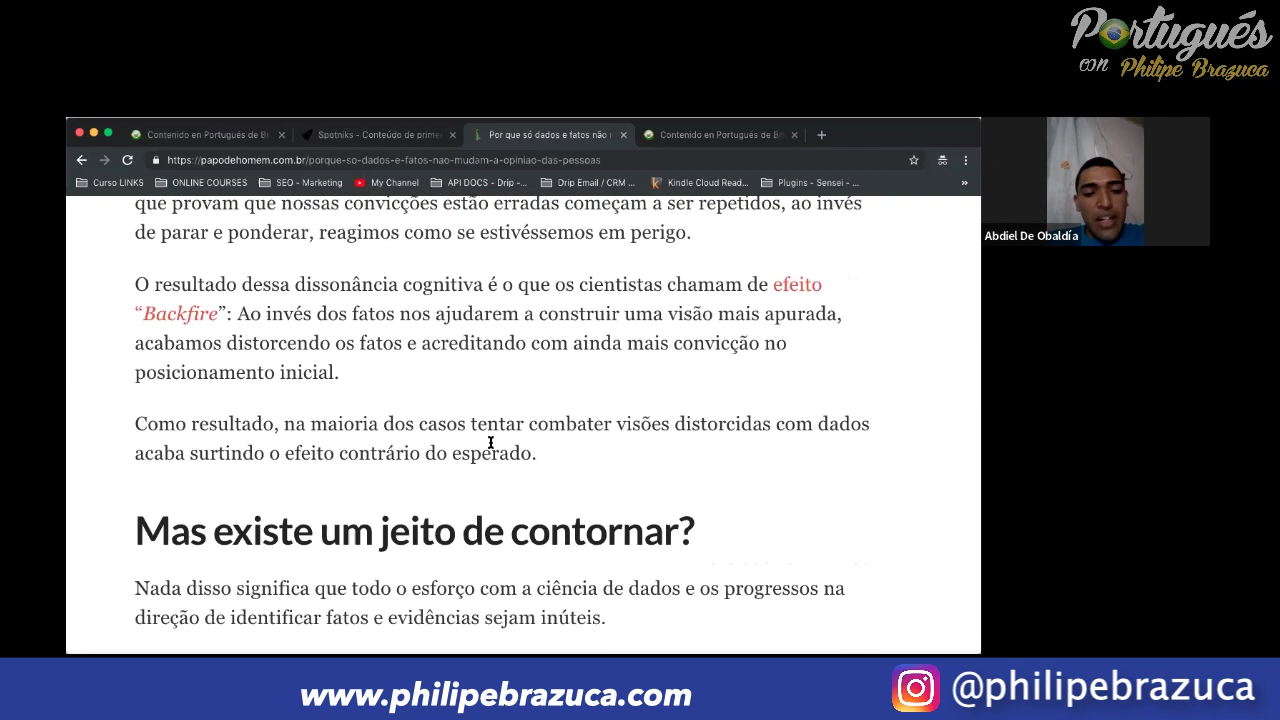 Portugués
con Philipe Brazuca
Contenido en Portugués de B
Spotniks - Conteúdo de prime
Por que só dados e fatos não
Contenido en Portugués de B
https://papodehomem.com.br/porque-so-dados-e-fatos-nao-mudam-a-opiniao-das-pessoas
Curso LINKS
ONLINE COURSES
SEO - Marketing
My Channel
API DOCS - Drip -...
Drip Email / CRM ...
Kindle Cloud Read...
Plugins - Sensei - ...
»
que provam que nossas convicções estão erradas começam a ser repetidos, ao invés
de parar e ponderar, reagimos como se estivéssemos em perigo.
O resultado dessa dissonância cognitiva é o que os cientistas chamam de efeito
“Backfire”: Ao invés dos fatos nos ajudarem a construir uma visão mais apurada,
acabamos distorcendo os fatos e acreditando com ainda mais convicção no
posicionamento inicial.
Como resultado, na maioria dos casos tentar combater visões distorcidas com dados
acaba surtindo o efeito contrário do esperado.
Mas existe um jeito de contornar?
Nada disso significa que todo o esforço com a ciência de dados e os progressos na
direção de identificar fatos e evidências sejam inúteis.
Abdiel De Obaldía
www.philipebrazuca.com
@philipebrazuca